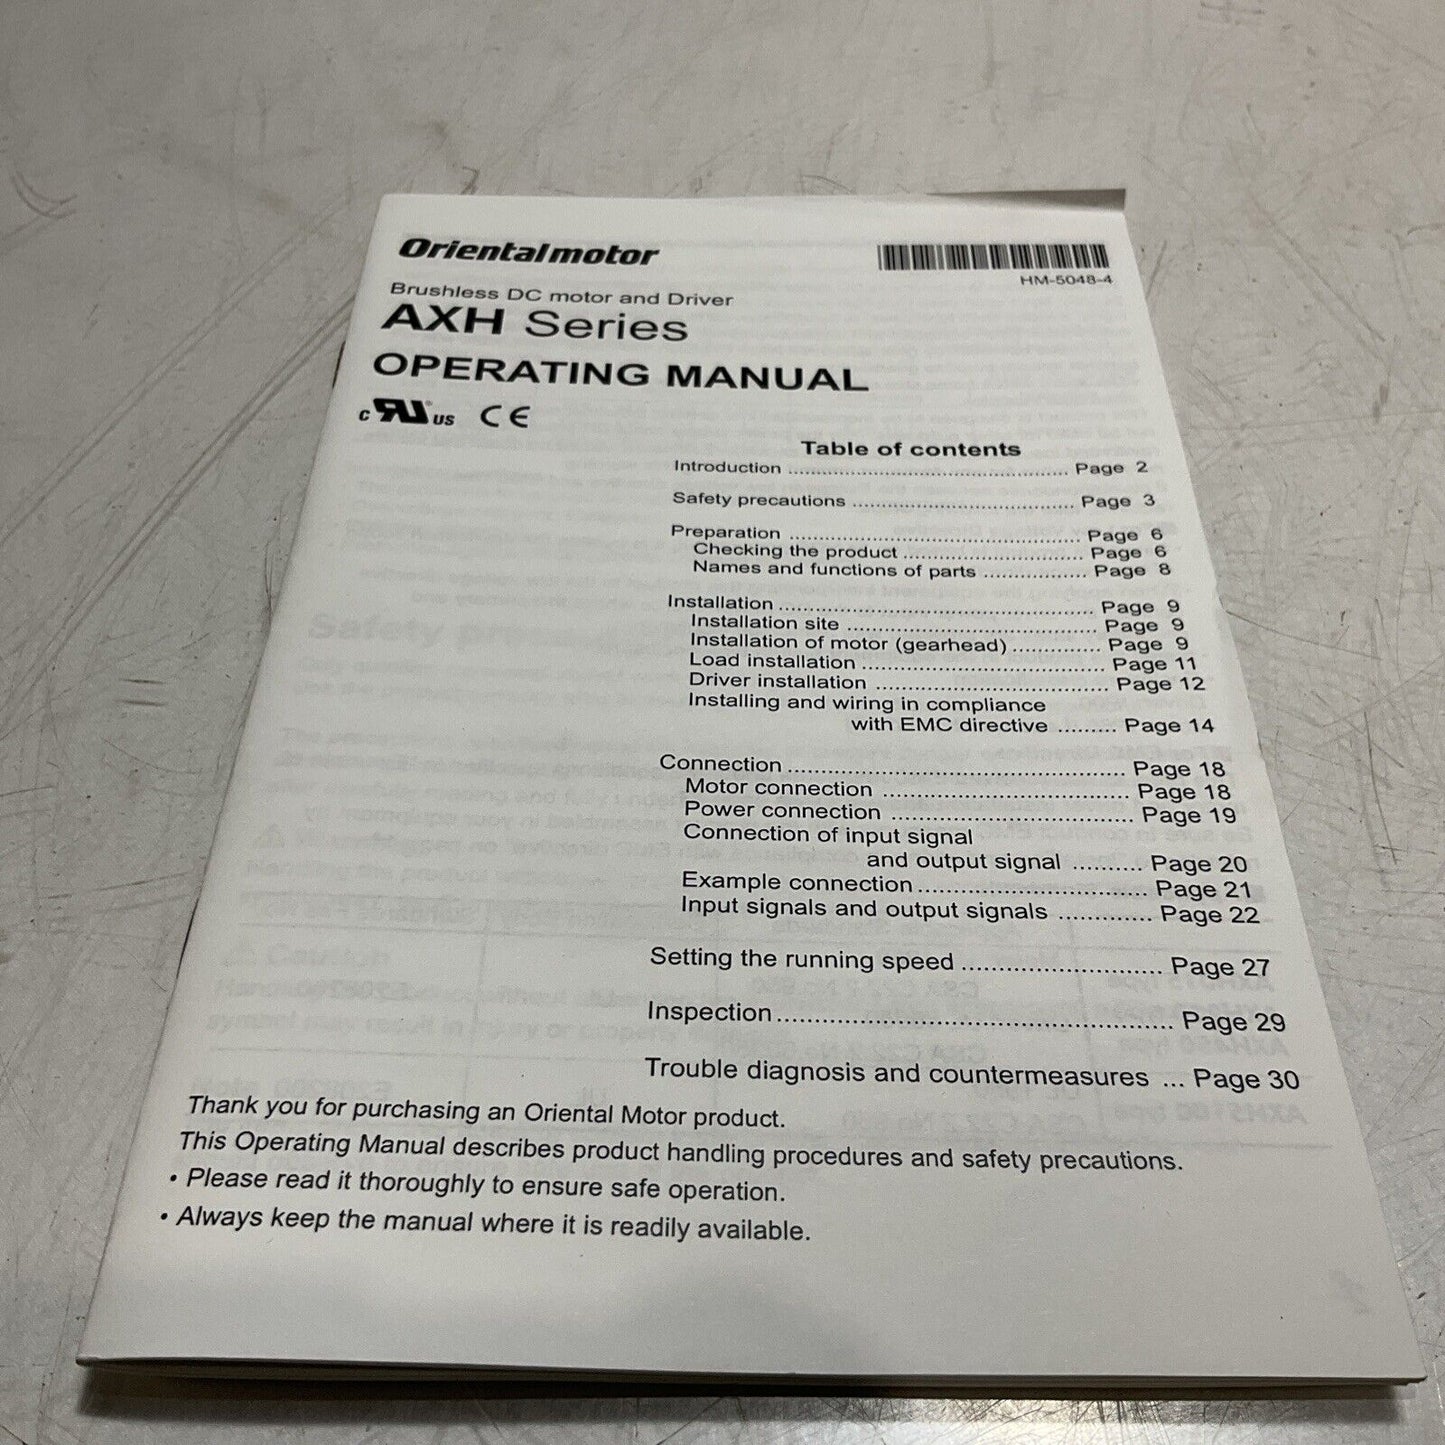 Orientalmotor
HM-5048-4
Brushless DC motor and Driver
AXH Series
OPERATING MANUAL
c RU ® US CE
Table of contents
Introduction ........................................................ Page 2
Safety precautions ..................................... Page 3
Preparation ................................................ Page 6
Checking the product ............................. Page 6
Names and functions of parts ................. Page 8
Installation .................................................... Page 9
Installation site ........................................ Page 9
Installation of motor (gearhead) .............. Page 9
Load installation ...................................... Page 11
Driver installation .................................... Page 12
Installing and wiring in compliance
with EMC directive ......... Page 14
Connection .................................................... Page 18
Motor connection ...................................... Page 18
Power connection ..................................... Page 19
Connection of input signal
and output signal .......... Page 20
Example connection ................................... Page 21
Input signals and output signals ............. Page 22
Setting the running speed ............................ Page 27
Inspection ...................................................... Page 29
Trouble diagnosis and countermeasures ... Page 30
Thank you for purchasing an Oriental Motor product.
This Operating Manual describes product handling procedures and safety precautions.
• Please read it thoroughly to ensure safe operation.
• Always keep the manual where it is readily available.